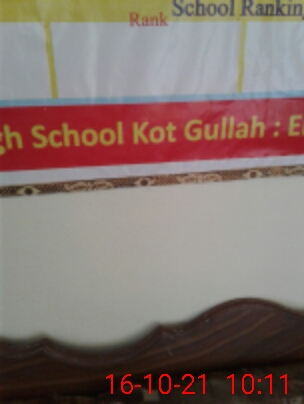 School Rankin
Rank
gh School Kot Gullah : E
16-10-21 10:11